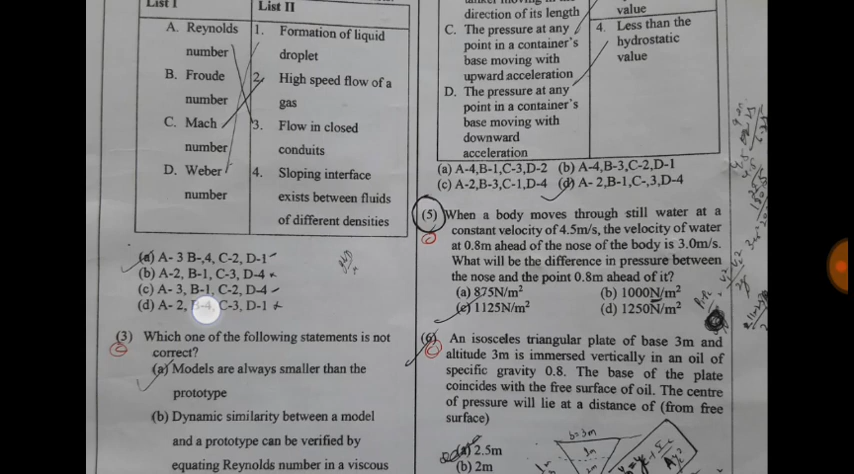 List I
List II
A. Reynolds number
1. Formation of liquid droplet
B. Froude number
2. High speed flow of a gas
C. Mach number
3. Flow in closed conduits
D. Weber number
4. Sloping interface exists between fluids of different densities
(a) A- 3 B-,4, C-2, D-1
(b) A-2, B-1, C-3, D-4
(c) A- 3, B-1, C-2, D-4
(d) A- 2, B-4, C-3, D-1
(3) Which one of the following statements is not
correct?
(a) Models are always smaller than the
prototype
(b) Dynamic similarity between a model
and a prototype can be verified by
equating Reynolds number in a viscous
direction of its length
C. The pressure at any
point in a container's
base moving with
upward acceleration
D. The pressure at any
point in a container's
base moving with
downward
acceleration
value
4. Less than the
hydrostatic
value
(a) A-4,B-1,C-3,D-2 (b) A-4,B-3,C-2,D-1
(c) A-2,B-3,C-1,D-4 (d) A- 2,B-1,C-,3,D-4
(5) When a body moves through still water at a
constant velocity of 4.5m/s, the velocity of water
at 0.8m ahead of the nose of the body is 3.0m/s.
What will be the difference in pressure between
the nose and the point 0.8m ahead of it?
(a) 875N/m² (b) 1000N/m²
(c) 1125N/m² (d) 1250N/m²
(6) An isosceles triangular plate of base 3m and
altitude 3m is immersed vertically in an oil of
specific gravity 0.8. The base of the plate
coincides with the free surface of oil. The centre
of pressure will lie at a distance of (from free
surface)
b=3m
(a) 2.5m
(b) 2m